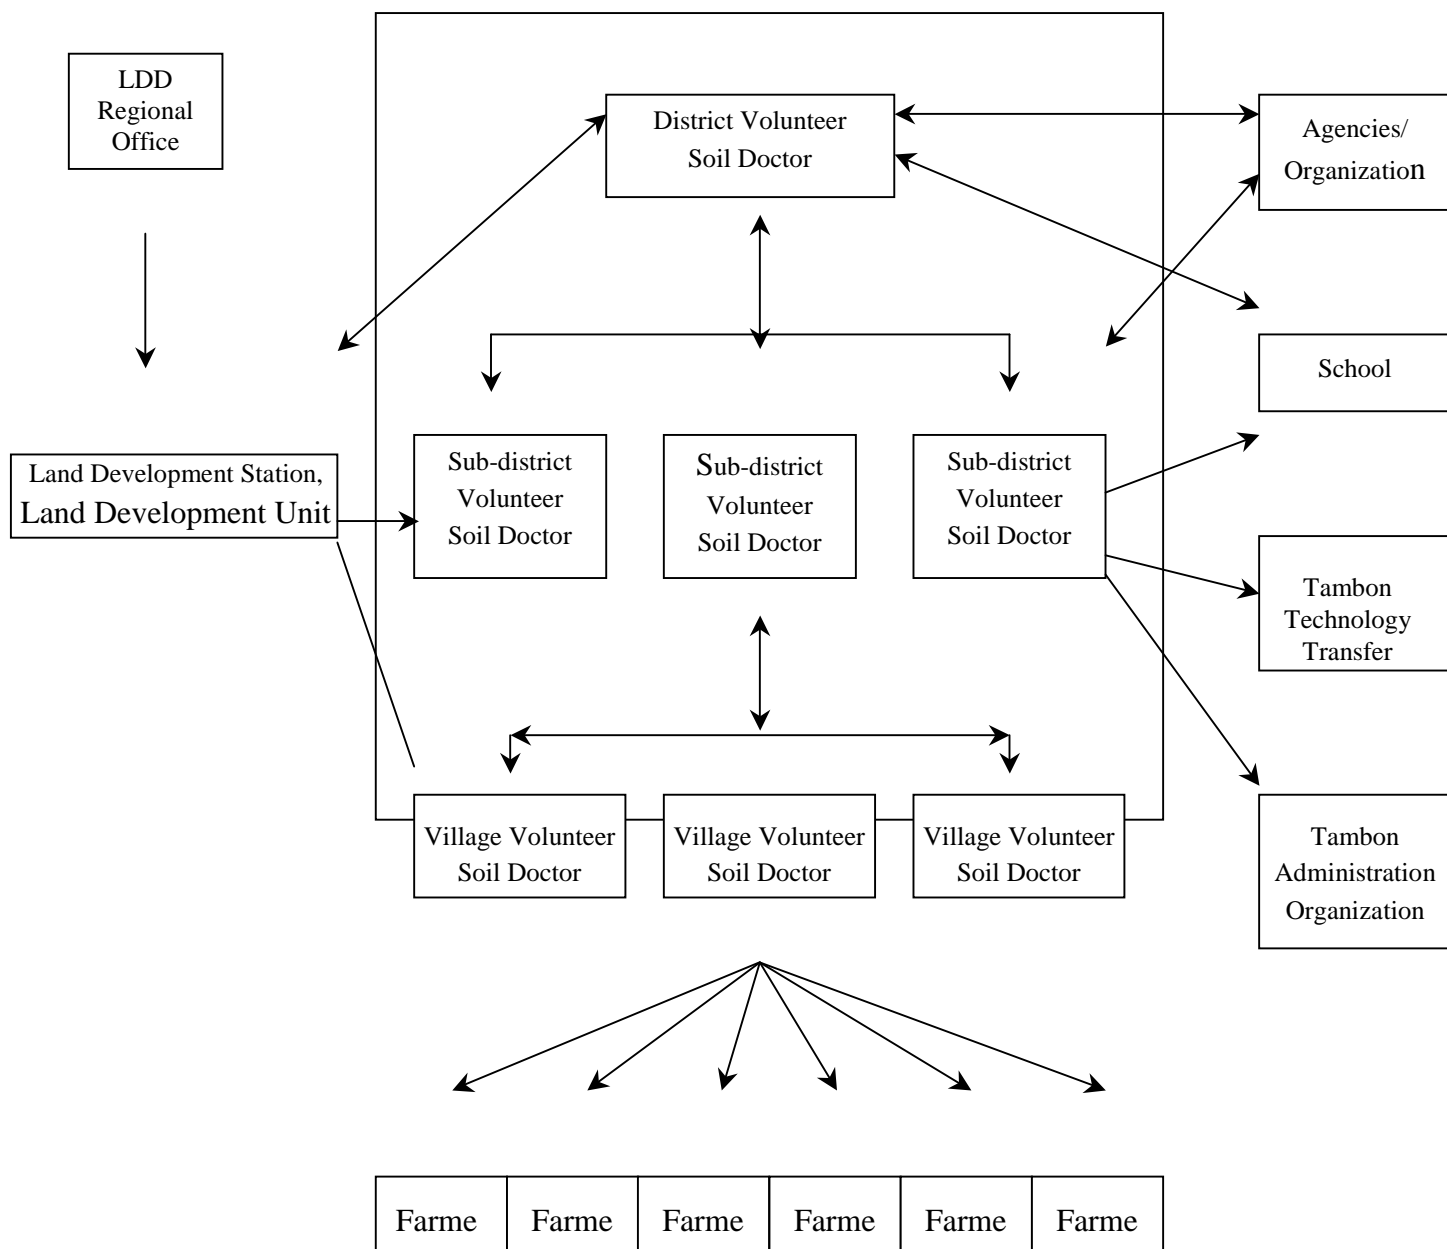 LDD
Regional
Office
District Volunteer
Soil Doctor
Agencies/
Organization
School
Land Development Station,
Land Development Unit
Sub-district
Volunteer
Soil Doctor
Sub-district
Volunteer
Soil Doctor
Sub-district
Volunteer
Soil Doctor
Tambon
Technology
Transfer
Village Volunteer
Soil Doctor
Village Volunteer
Soil Doctor
Village Volunteer
Soil Doctor
Tambon
Administration
Organization
Farme
Farme
Farme
Farme
Farme
Farme